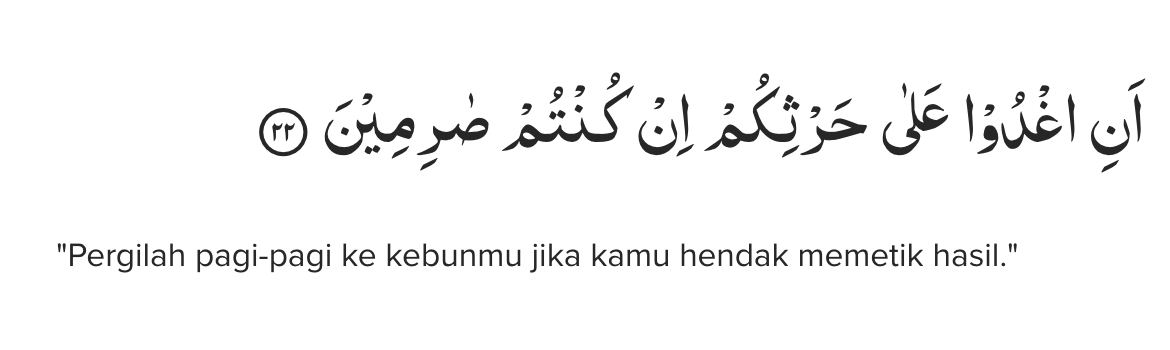 اَنِ اغْدُوْا عَلٰى حَرْثِكُمْ اِنْ كُنْتُمْ صٰرِمِيْنَ ٢٢
"Pergilah pagi-pagi ke kebunmu jika kamu hendak memetik hasil."